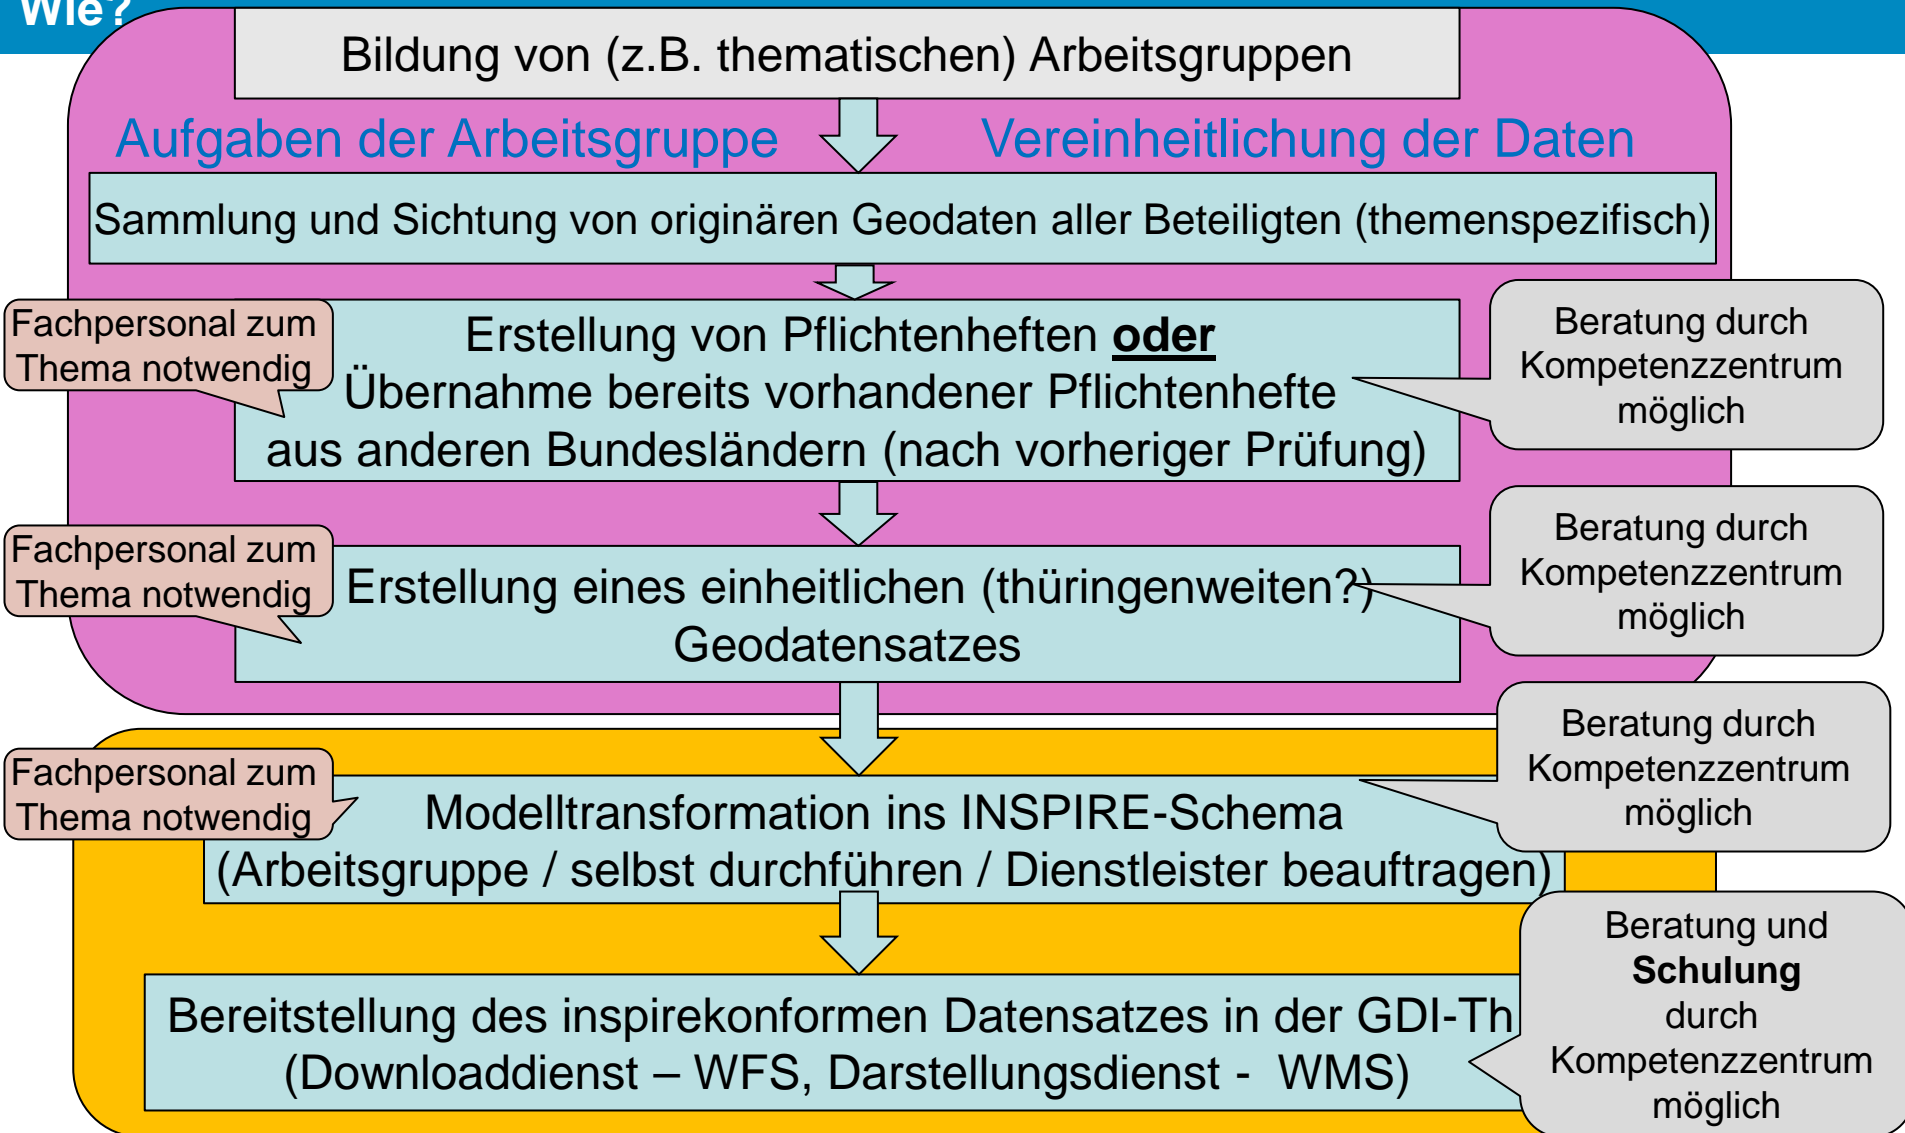 Wie?
Bildung von (z.B. thematischen) Arbeitsgruppen
Aufgaben der Arbeitsgruppe
Vereinheitlichung der Daten
Sammlung und Sichtung von originären Geodaten aller Beteiligten (themenspezifisch)
Fachpersonal zum
Thema notwendig
Erstellung von Pflichtenheften oder
Übernahme bereits vorhandener Pflichtenhefte
aus anderen Bundesländern (nach vorheriger Prüfung)
Beratung durch
Kompetenzzentrum
möglich
Fachpersonal zum
Thema notwendig
Erstellung eines einheitlichen (thüringenweiten?)
Geodatensatzes
Beratung durch
Kompetenzzentrum
möglich
Fachpersonal zum
Thema notwendig
Modelltransformation ins INSPIRE-Schema
(Arbeitsgruppe / selbst durchführen / Dienstleister beauftragen)
Beratung durch
Kompetenzzentrum
möglich
Bereitstellung des inspirekonformen Datensatzes in der GDI-Th
(Downloaddienst – WFS, Darstellungsdienst - WMS)
Beratung und
Schulung
durch
Kompetenzzentrum
möglich